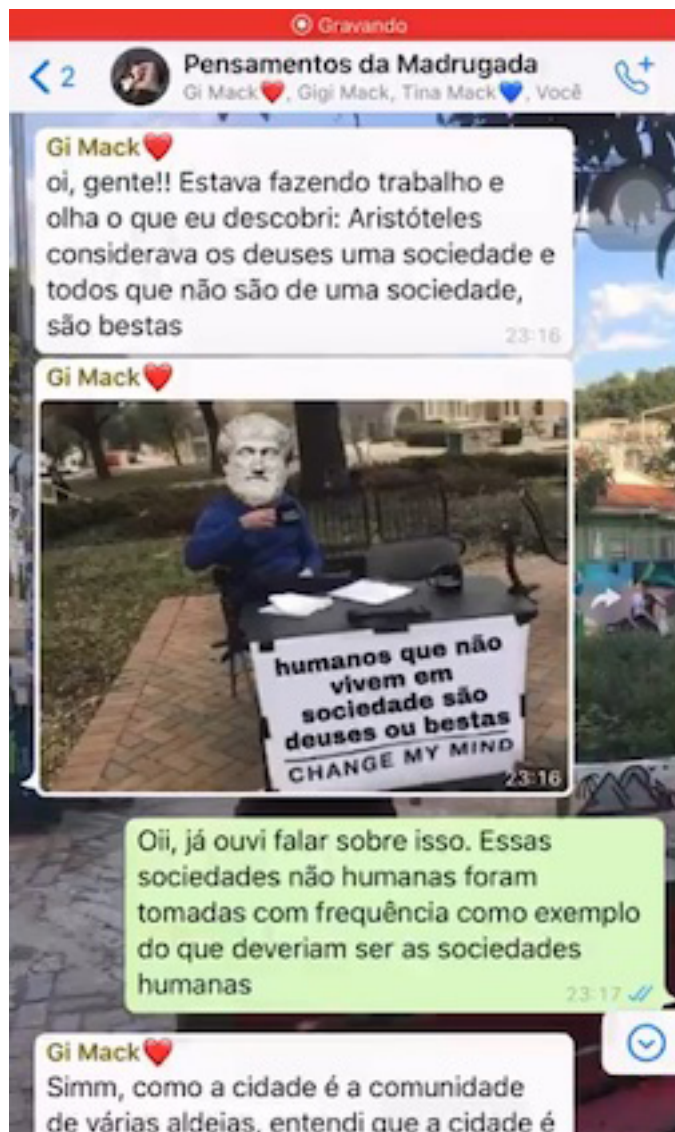 Gravando
2
Pensamentos da Madrugada
Gi Mack❤️, Gigi Mack, Tina Mack💙, Você
Gi Mack❤️
oi, gente!! Estava fazendo trabalho e
olha o que eu descobri: Aristóteles
considerava os deuses uma sociedade e
todos que não são de uma sociedade,
são bestas
23:16
Gi Mack❤️
humanos que não
vivem em
sociedade são
deuses ou bestas
CHANGE MY MIND
23:16
Oii, já ouvi falar sobre isso. Essas
sociedades não humanas foram
tomadas com frequência como exemplo
do que deveriam ser as sociedades
humanas
23:17
Gi Mack❤️
Simm, como a cidade é a comunidade
de várias aldeias, entendi que a cidade é